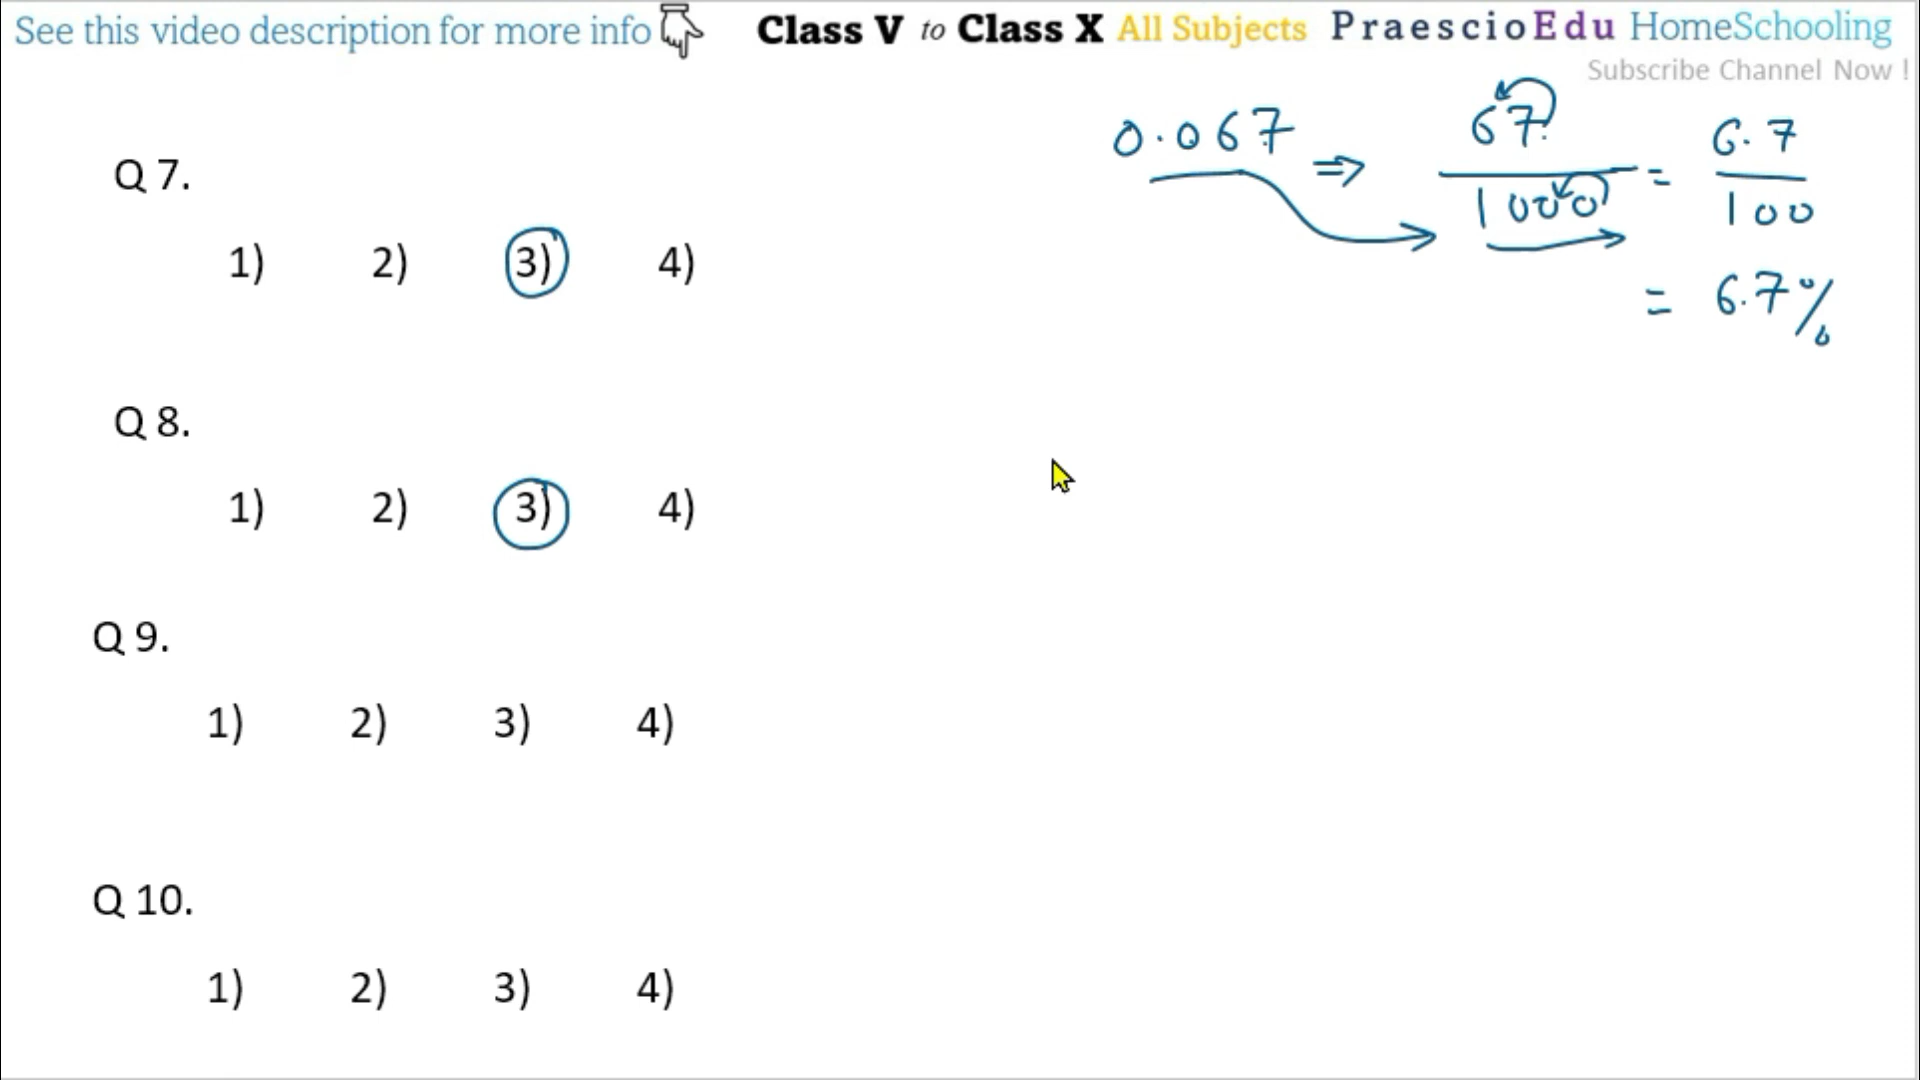 See this video description for more info Class V to Class X All Subjects PraescioEdu HomeSchooling
Subscribe Channel Now !
0.067 ⇒ 67/1000 = 6.7/100
= 6.7%
Q 7.
1) 2) 3) 4)
Q 8.
1) 2) 3) 4)
Q 9.
1) 2) 3) 4)
Q 10.
1) 2) 3) 4)